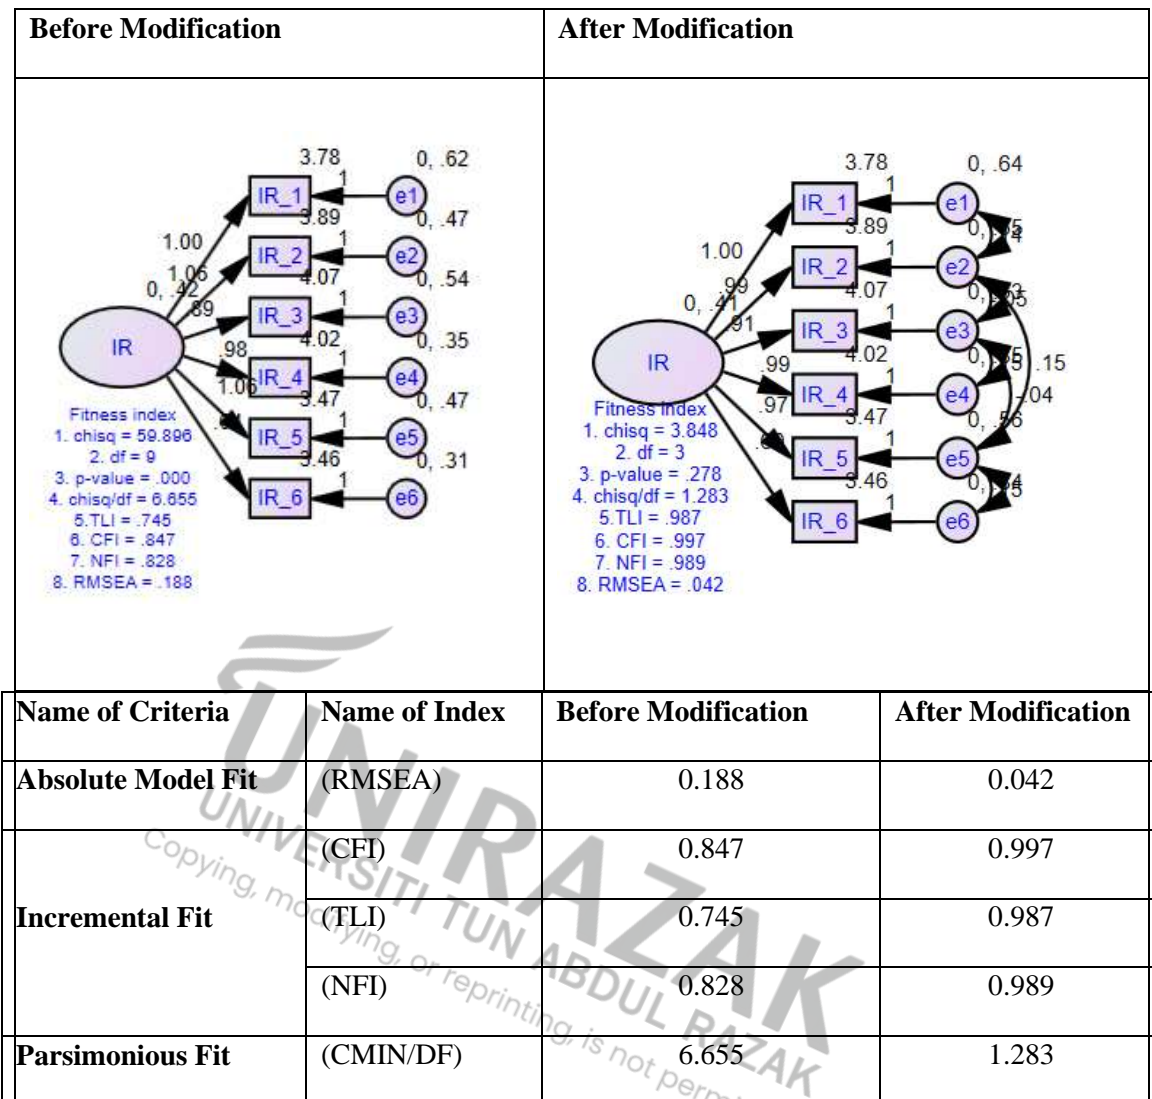 Before Modification After Modification
3.78 0, .62
IR_1 1 e1
3.89 0, .47
1.00 IR_2 1 e2
1.06 4.07 0, .54
0, .42 .89 IR_3 1 e3
4.02 0, .35
IR .98 IR_4 1 e4
1.06 3.47 0, .47
IR_5 1 e5
3.46 0, .31
IR_6 1 e6
Fitness index
1. chisq = 59.896
2. df = 9
3. p-value = .000
4. chisq/df = 6.655
5.TLI = .745
6. CFI = .847
7. NFI = .828
8. RMSEA = .188
3.78 0, .64
IR_1 1 e1
3.89
1.00 IR_2 1 e2
.99 4.07
0, .41 .91 IR_3 1 e3
4.02 .15
IR .99 IR_4 1 e4
.97 3.47 .04
IR_5 1 e5
3.46
IR_6 1 e6
Fitness index
1. chisq = 3.848
2. df = 3
3. p-value = .278
4. chisq/df = 1.283
5.TLI = .987
6. CFI = .997
7. NFI = .989
8. RMSEA = .042
Name of Criteria Name of Index Before Modification After Modification
Absolute Model Fit (RMSEA) 0.188 0.042
(CFI) 0.847 0.997
Incremental Fit (TLI) 0.745 0.987
(NFI) 0.828 0.989
Parsimonious Fit (CMIN/DF) 6.655 1.283
UNIRAZAK
UNIVERSITI TUN ABDUL RAZAK
Copying, modifying, or reprinting, is not